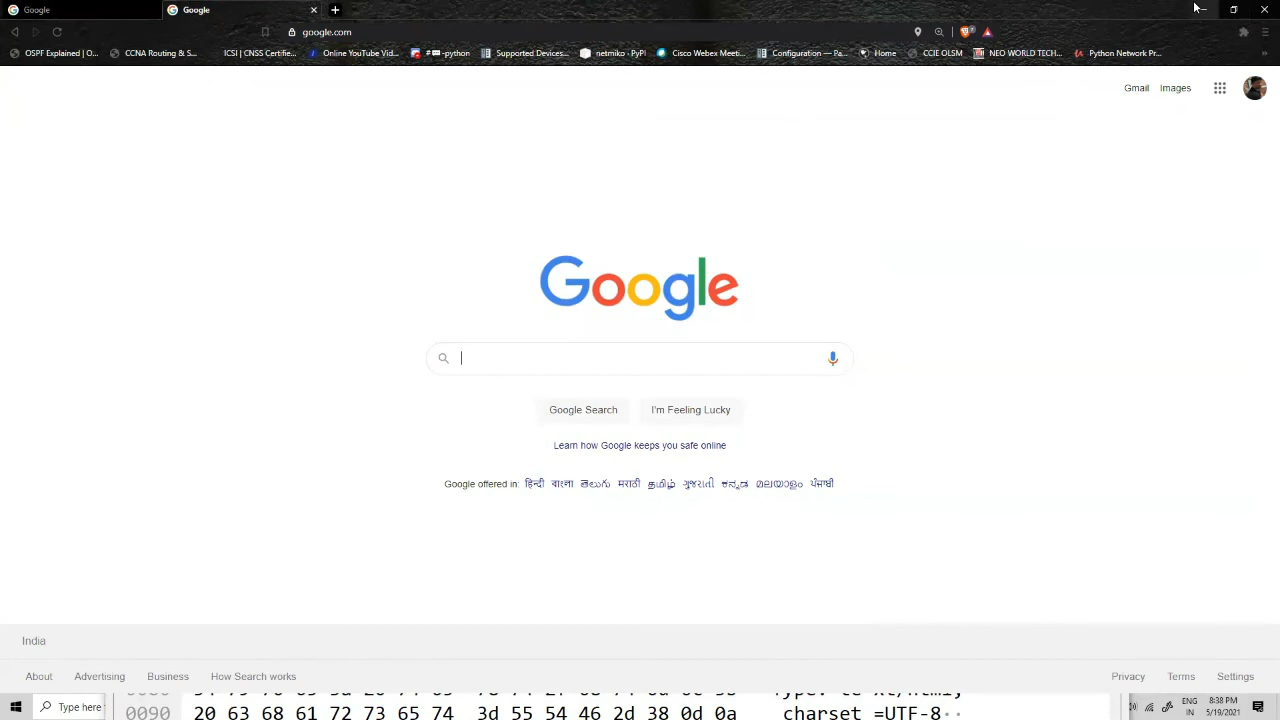 Google
Google
google.com
OSPF Explained | O...
CCNA Routing & S...
ICSI | CNSS Certifie...
Online YouTube Vid...
-python
Supported Devices...
netmiko · PyPI
Cisco Webex Meeti...
Configuration — Pa...
Home
CCIE OLSM
NEO WORLD TECH...
Python Network Pr...
Gmail Images
Google
Google Search
I'm Feeling Lucky
Learn how Google keeps you safe online
Google offered in: हिन्दी বাংলা తెలుగు मराठी தமிழ் ગુજરાતી ಕನ್ನಡ മലയാളം ਪੰਜਾਬੀ
India
About Advertising Business How Search works
Privacy Terms Settings
Type here
0090 20 63 68 61 72 73 65 74 3d 55 54 46 2d 38 0d 0a charset =UTF-8··
ENG
IN
8:38 PM
5/19/2021